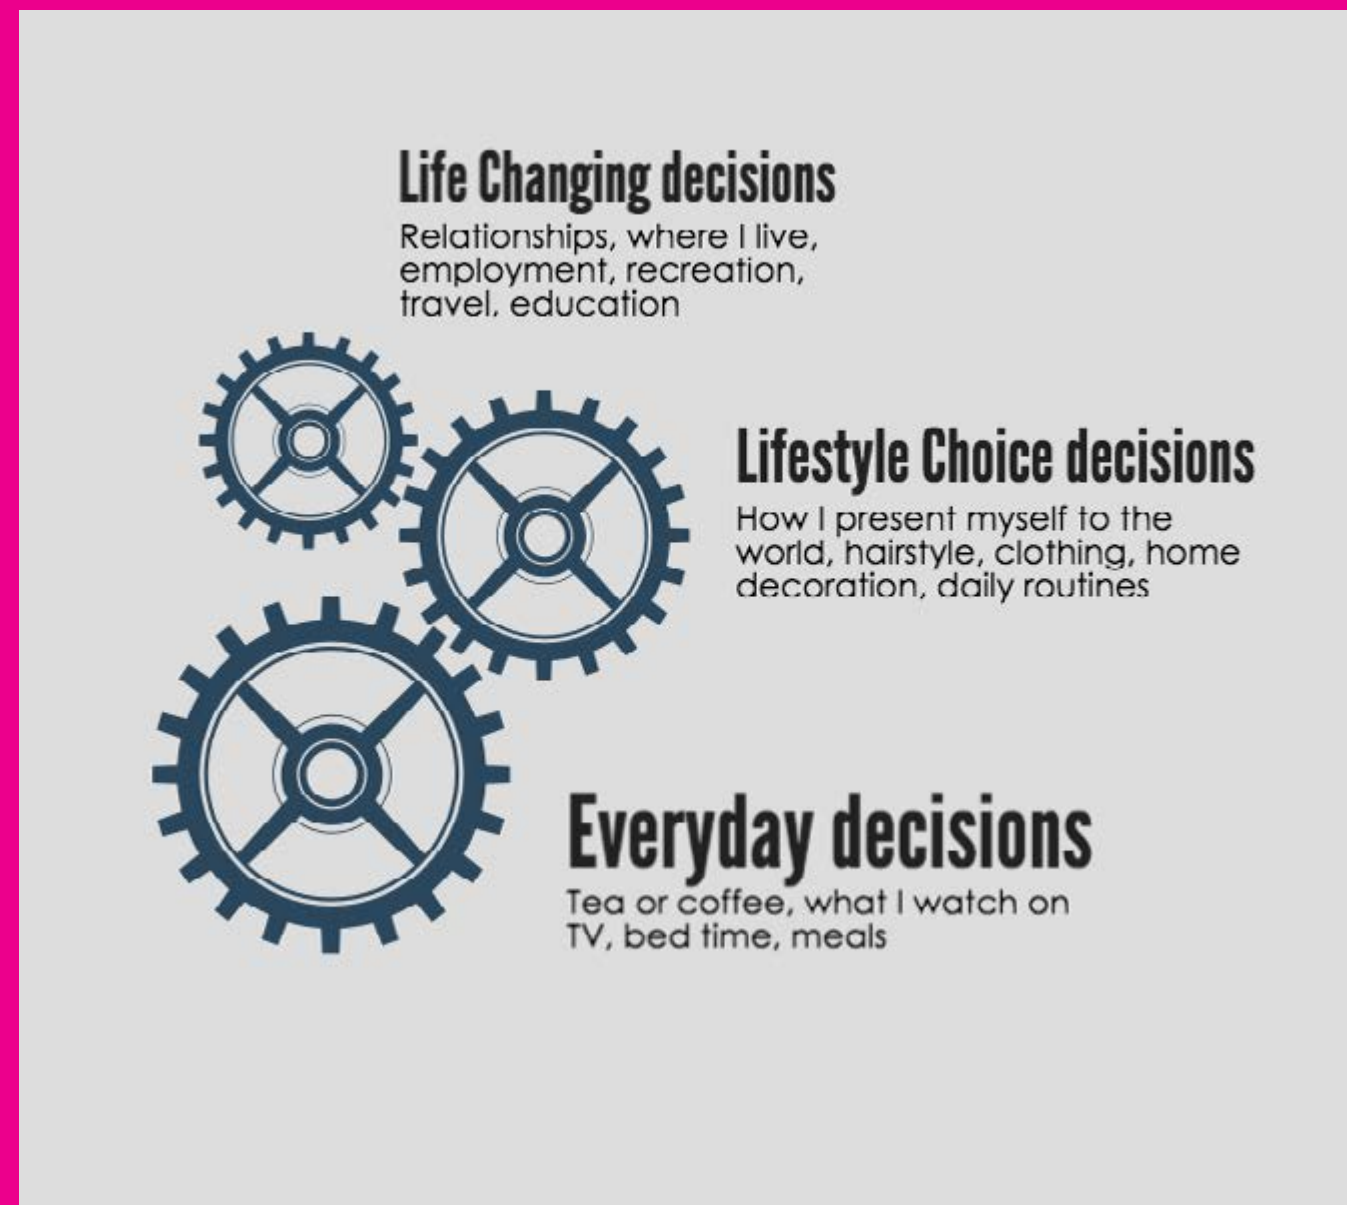 Life Changing decisions
Relationships, where I live,
employment, recreation,
travel, education
Lifestyle Choice decisions
How I present myself to the
world, hairstyle, clothing, home
decoration, daily routines
Everyday decisions
Tea or coffee, what I watch on
TV, bed time, meals